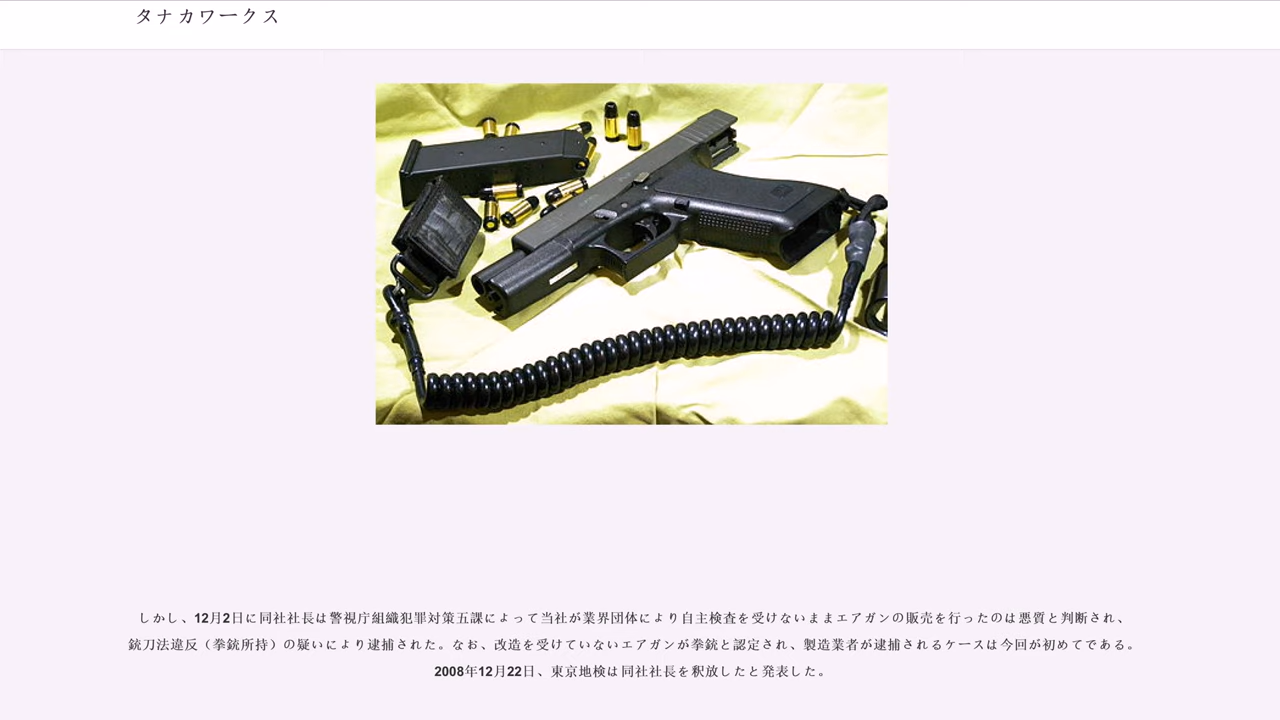 タナカワークス
しかし、12月2日に同社社長は警視庁組織犯罪対策五課によって当社が業界団体により自主検査を受けないままエアガンの販売を行ったのは悪質と判断され、
銃刀法違反（拳銃所持）の疑いにより逮捕された。なお、改造を受けていないエアガンが拳銃と認定され、製造業者が逮捕されるケースは今回が初めてである。
2008年12月22日、東京地検は同社社長を釈放したと発表した。